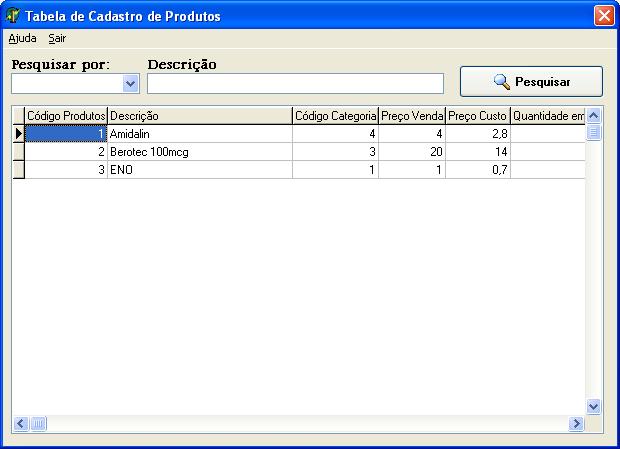 Tabela de Cadastro de Produtos
Ajuda Sair
Pesquisar por: Descrição
Pesquisar
Código Produtos Descrição Código Categoria Preço Venda Preço Custo Quantidade em
1 Amidalin 4 4 2,8
2 Berotec 100mcg 3 20 14
3 ENO 1 1 0,7